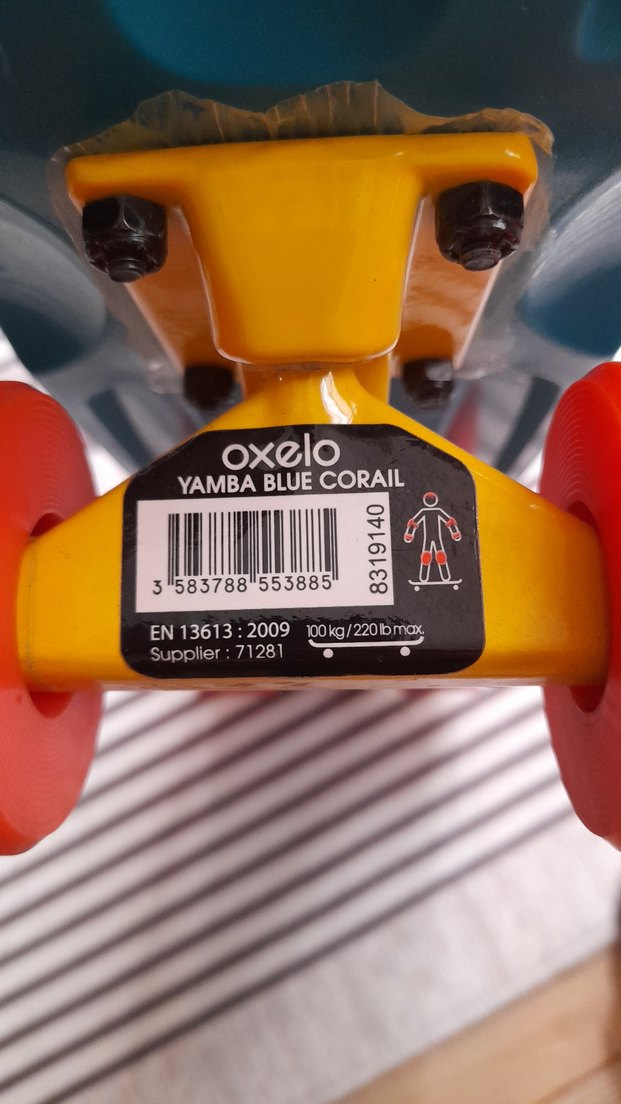 oxelo
YAMBA BLUE CORAIL
8319140
3 583788 553885
EN 13613 : 2009
100 kg / 220 lb max.
Supplier : 71281